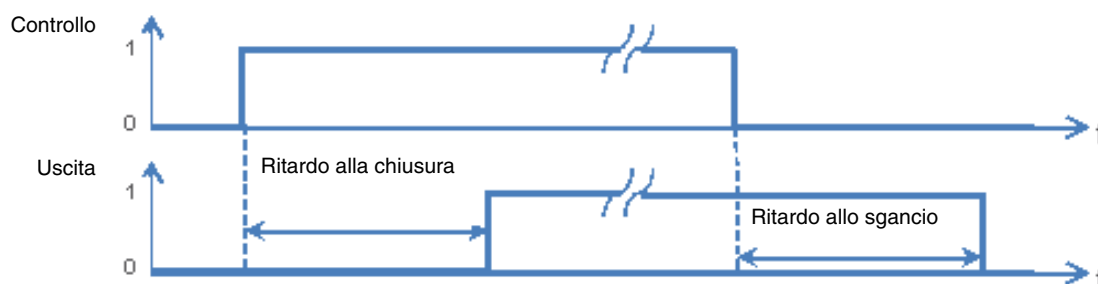 Controllo
1
0
t
Uscita
Ritardo alla chiusura
1
Ritardo allo sgancio
0
t